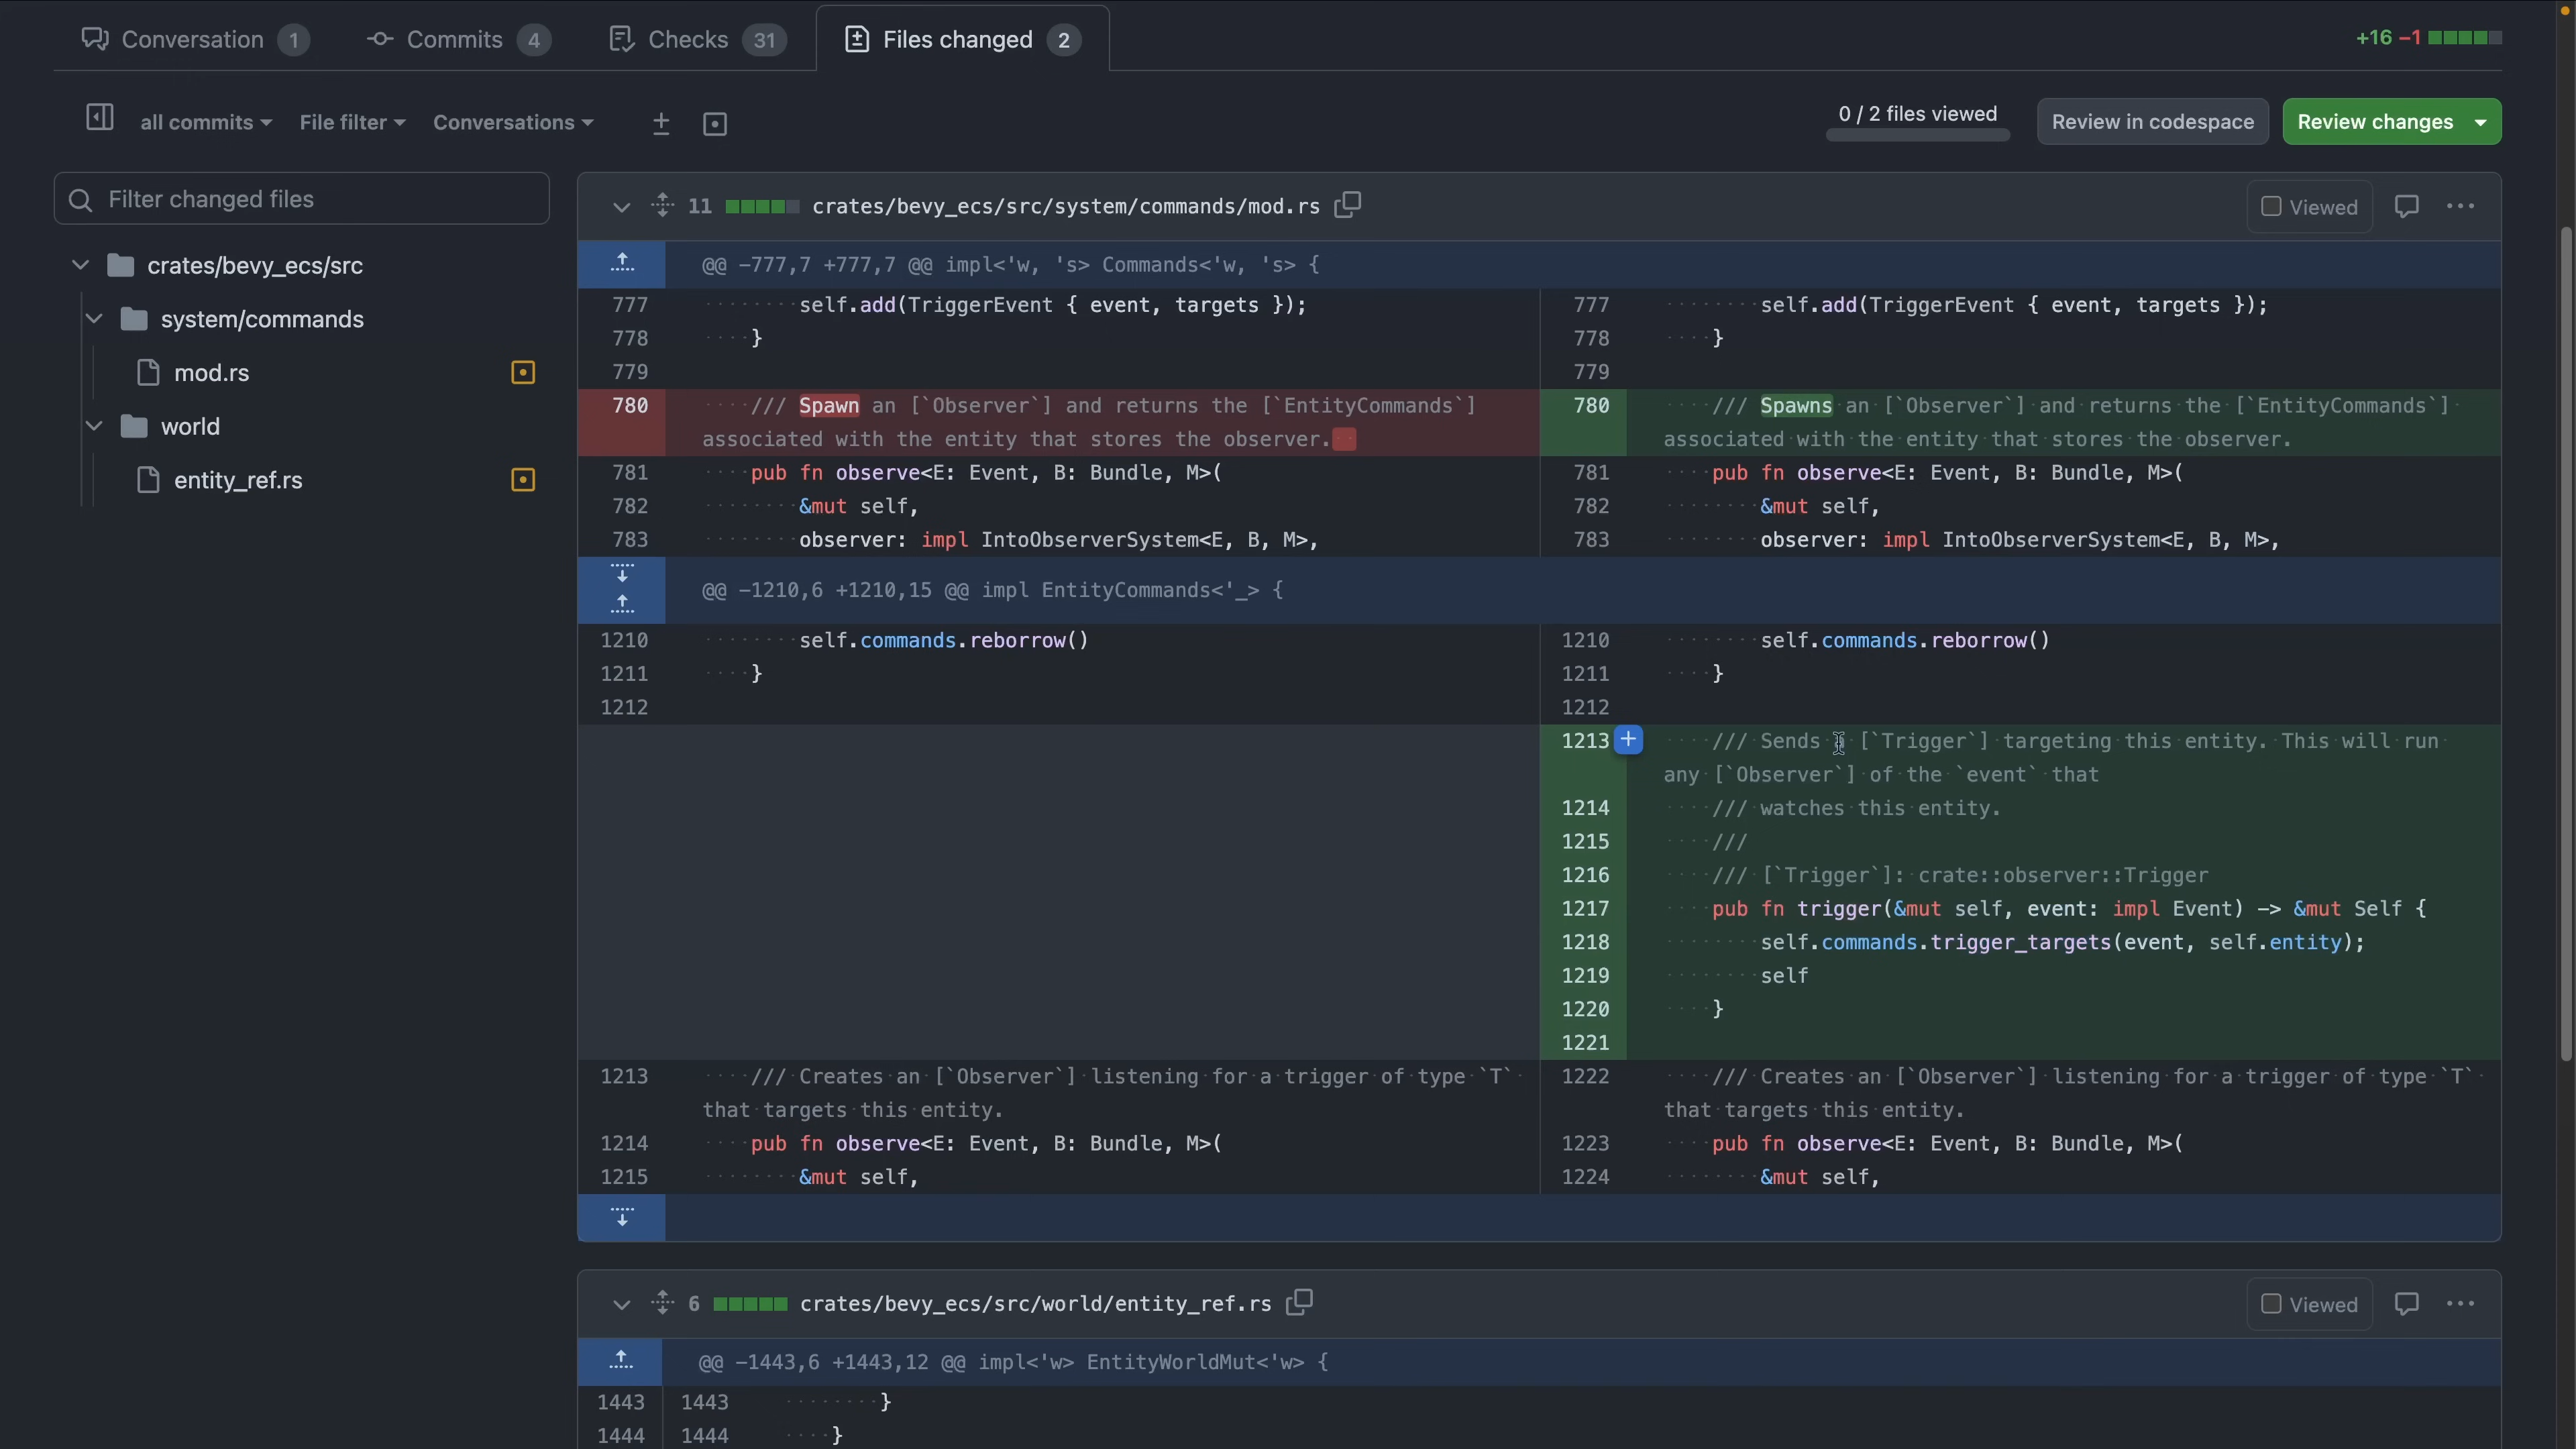 Conversation 1 Commits 4 Checks 31 Files changed 2 +16 −1
all commits File filter Conversations 0 / 2 files viewed Review in codespace Review changes
Filter changed files
crates/bevy_ecs/src
system/commands
mod.rs
world
entity_ref.rs
11 crates/bevy_ecs/src/system/commands/mod.rs Viewed
@@ -777,7 +777,7 @@ impl<'w, 's> Commands<'w, 's> {
777 self.add(TriggerEvent { event, targets }); 777 self.add(TriggerEvent { event, targets });
778 } 778 }
779 779
780 /// Spawn an [`Observer`] and returns the [`EntityCommands`] 780 /// Spawns an [`Observer`] and returns the [`EntityCommands`]
associated with the entity that stores the observer. associated with the entity that stores the observer.
781 pub fn observe<E: Event, B: Bundle, M>( 781 pub fn observe<E: Event, B: Bundle, M>(
782 &mut self, 782 &mut self,
783 observer: impl IntoObserverSystem<E, B, M>, 783 observer: impl IntoObserverSystem<E, B, M>,
@@ -1210,6 +1210,15 @@ impl EntityCommands<'_> {
1210 self.commands.reborrow() 1210 self.commands.reborrow()
1211 } 1211 }
1212 1212
1213 + /// Sends a [`Trigger`] targeting this entity. This will run
any [`Observer`] of the `event` that
1214 /// watches this entity.
1215 ///
1216 /// [`Trigger`]: crate::observer::Trigger
1217 pub fn trigger(&mut self, event: impl Event) -> &mut Self {
1218 self.commands.trigger_targets(event, self.entity);
1219 self
1220 }
1221
1213 /// Creates an [`Observer`] listening for a trigger of type `T` 1222 /// Creates an [`Observer`] listening for a trigger of type `T`
that targets this entity. that targets this entity.
1214 pub fn observe<E: Event, B: Bundle, M>( 1223 pub fn observe<E: Event, B: Bundle, M>(
1215 &mut self, 1224 &mut self,
6 crates/bevy_ecs/src/world/entity_ref.rs Viewed
@@ -1443,6 +1443,12 @@ impl<'w> EntityWorldMut<'w> {
1443 1443 }
1444 1444 }